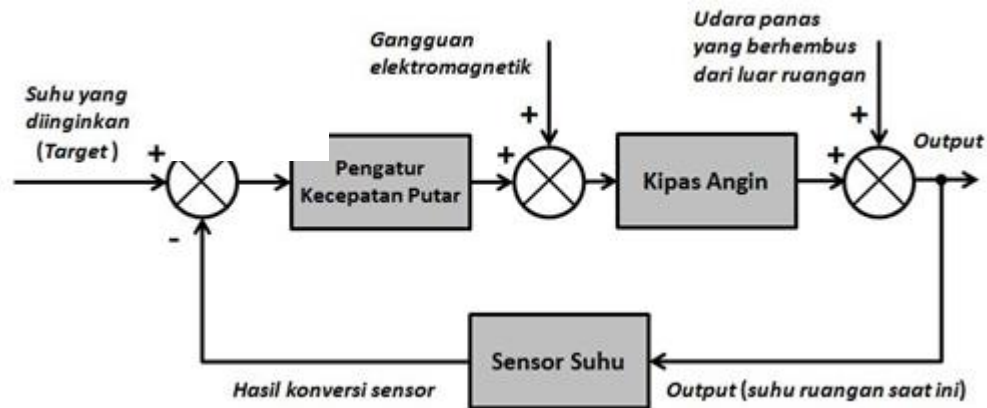 Gangguan
elektromagnetik
Udara panas
yang berhembus
dari luar ruangan
Suhu yang
diinginkan
(Target)
+
+
+
+
+
Output
Pengatur
Kecepatan Putar
Kipas Angin
-
Sensor Suhu
Hasil konversi sensor
Output (suhu ruangan saat ini)